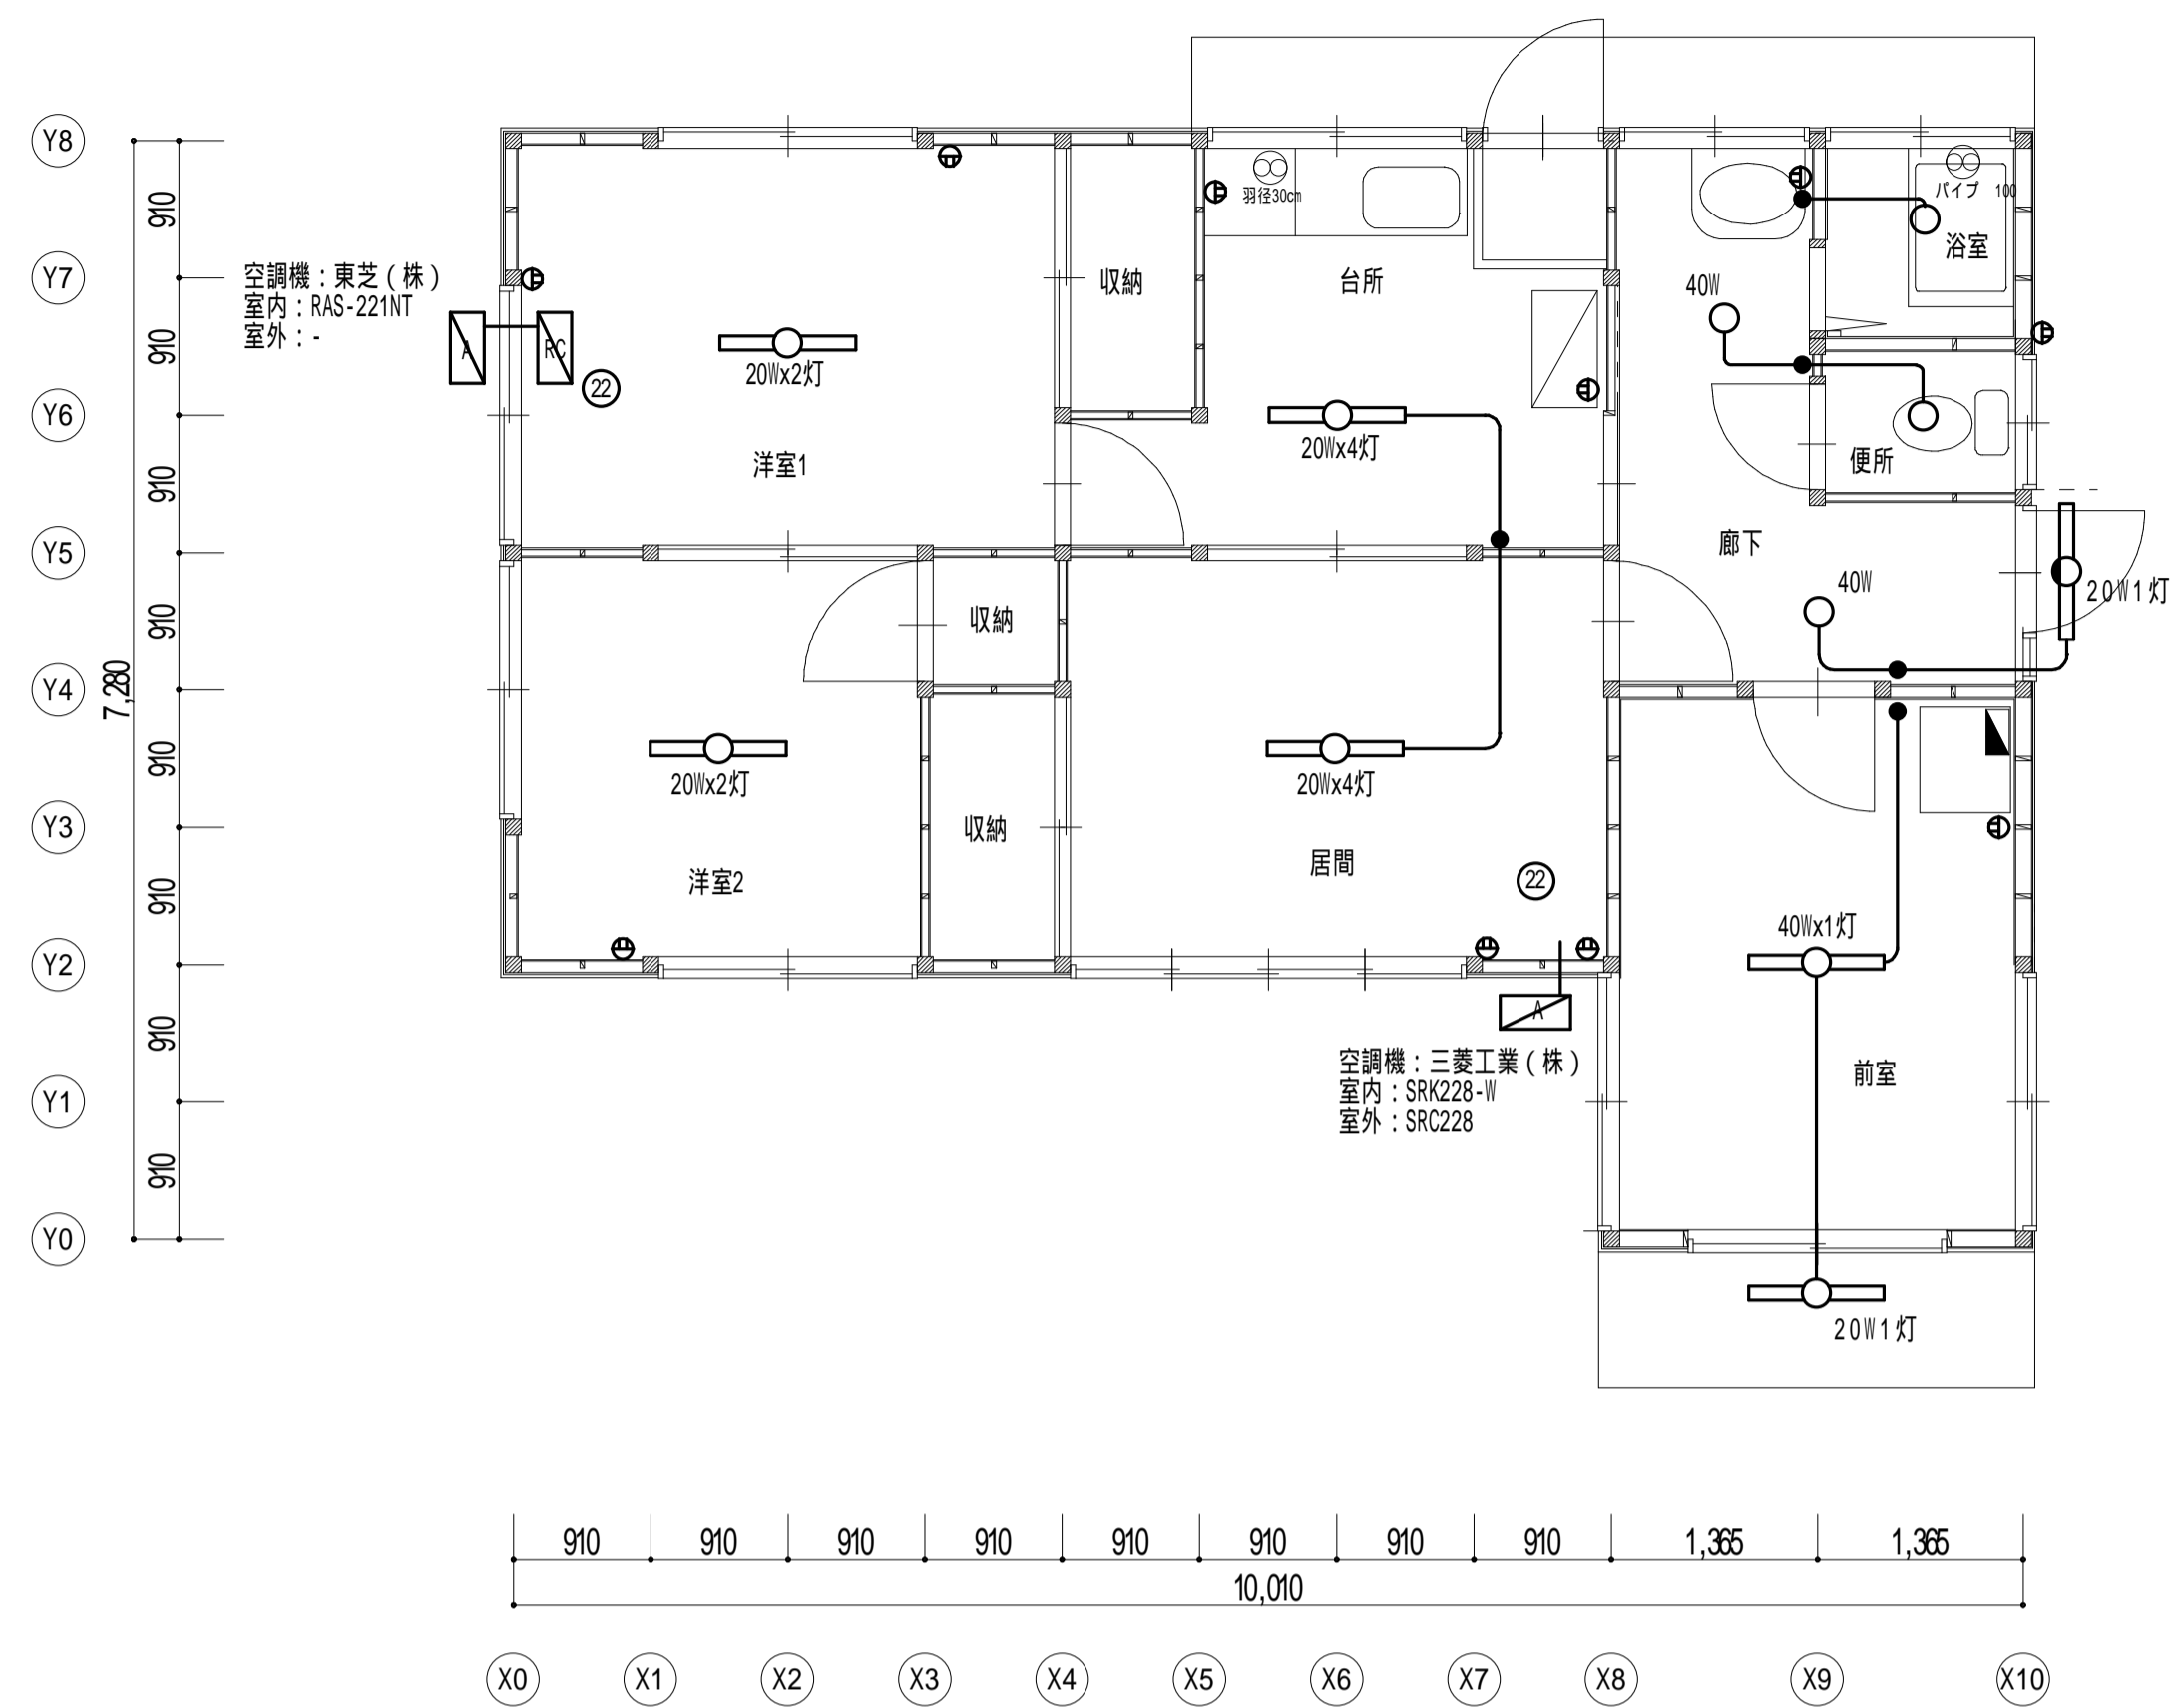 Y8
Y7
Y6
Y5
Y4
Y3
Y2
Y1
Y0
910
910
910
910
910
910
910
910
7,280
空調機：東芝（株）
室内：RAS-221NT
室外：-
A
RC
22
20Wx2灯
洋室1
収納
羽径30cm
台所
20Wx4灯
パイプ 100
浴室
40W
便所
廊下
40W
20W1灯
収納
20Wx2灯
洋室2
収納
20Wx4灯
居間
22
A
空調機：三菱工業（株）
室内：SRK228-W
室外：SRC228
40Wx1灯
前室
20W1灯
910
910
910
910
910
910
910
910
1,365
1,365
10,010
X0
X1
X2
X3
X4
X5
X6
X7
X8
X9
X10